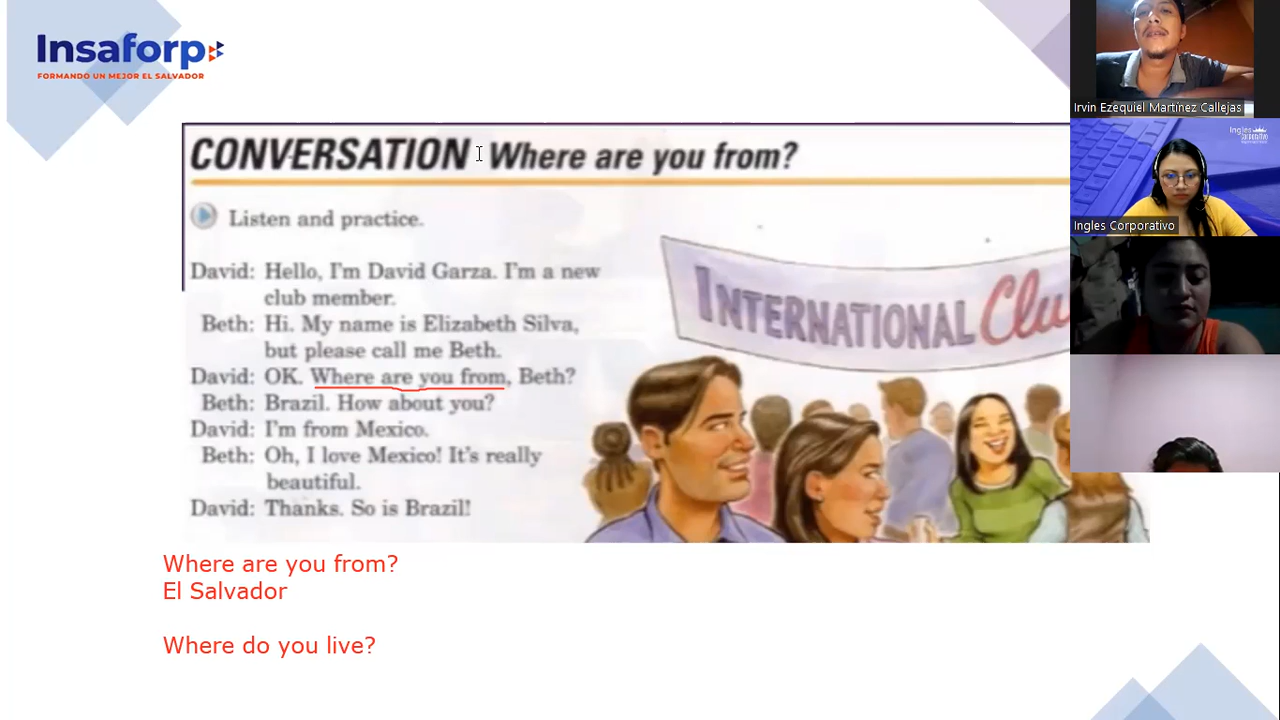 Insaforp
FORMANDO UN MEJOR EL SALVADOR
CONVERSATION Where are you from?
Listen and practice.
David: Hello, I'm David Garza. I'm a new
club member.
Beth: Hi. My name is Elizabeth Silva,
but please call me Beth.
David: OK. Where are you from, Beth?
Beth: Brazil. How about you?
David: I'm from Mexico.
Beth: Oh, I love Mexico! It's really
beautiful.
David: Thanks. So is Brazil!
INTERNATIONAL Clu
Where are you from?
El Salvador
Where do you live?
Irvin Ezequiel Martínez Callejas
Ingles
Corporativo
Ingles Corporativo